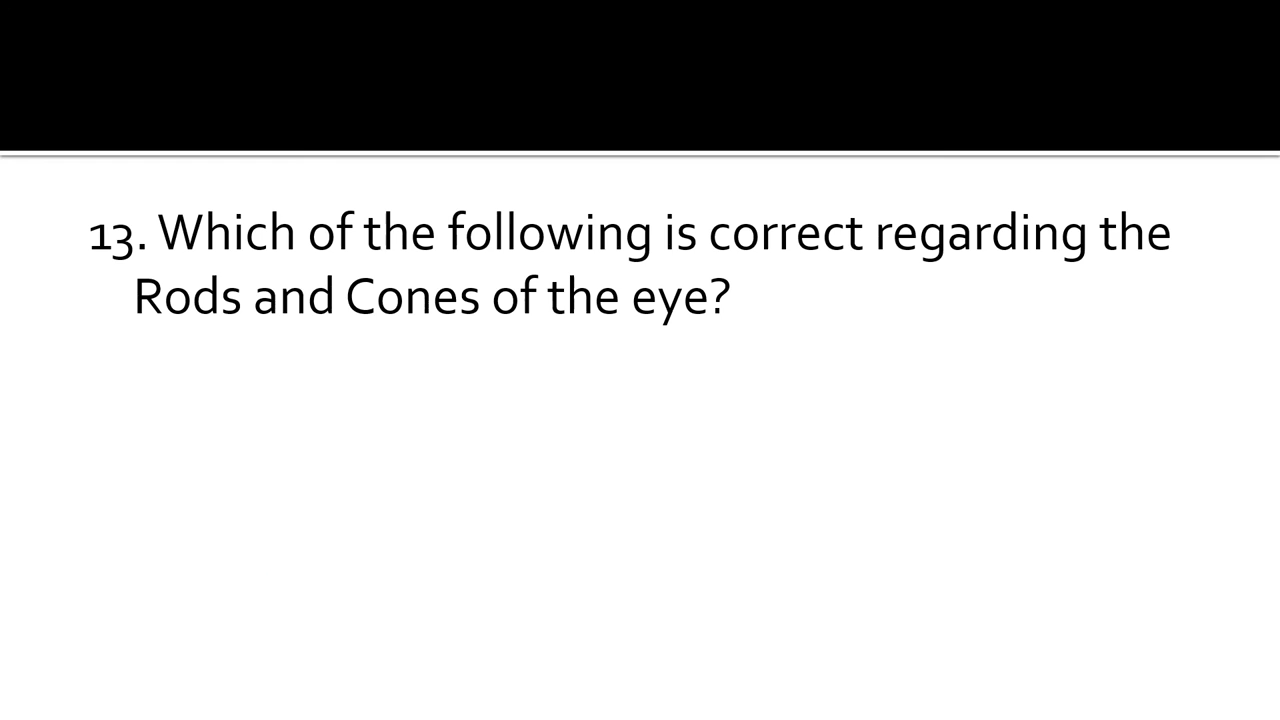 13. Which of the following is correct regarding the
Rods and Cones of the eye?